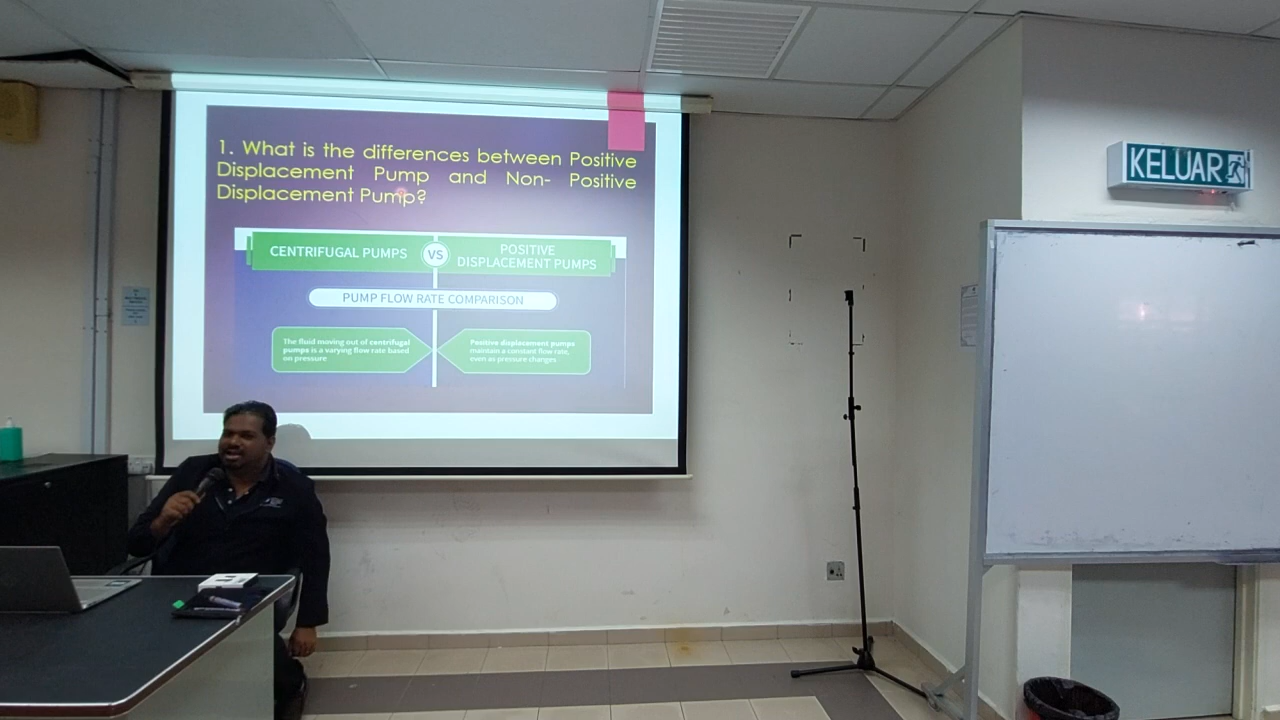 1. What is the differences between Positive
Displacement Pump and Non- Positive
Displacement Pump?
CENTRIFUGAL PUMPS
VS
POSITIVE
DISPLACEMENT PUMPS
PUMP FLOW RATE COMPARISON
The fluid moving out of centrifugal
pumps is a varying flow rate based
on pressure
Positive displacement pumps
maintain a constant flow rate,
even as pressure changes
KELUAR